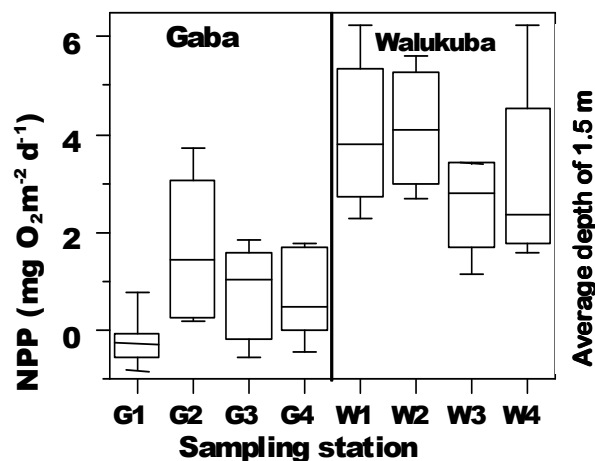 Gaba Walukuba
6
4
2
0
NPP (mg O₂m⁻² d⁻¹)
Average depth of 1.5 m
G1 G2 G3 G4 W1 W2 W3 W4
Sampling station